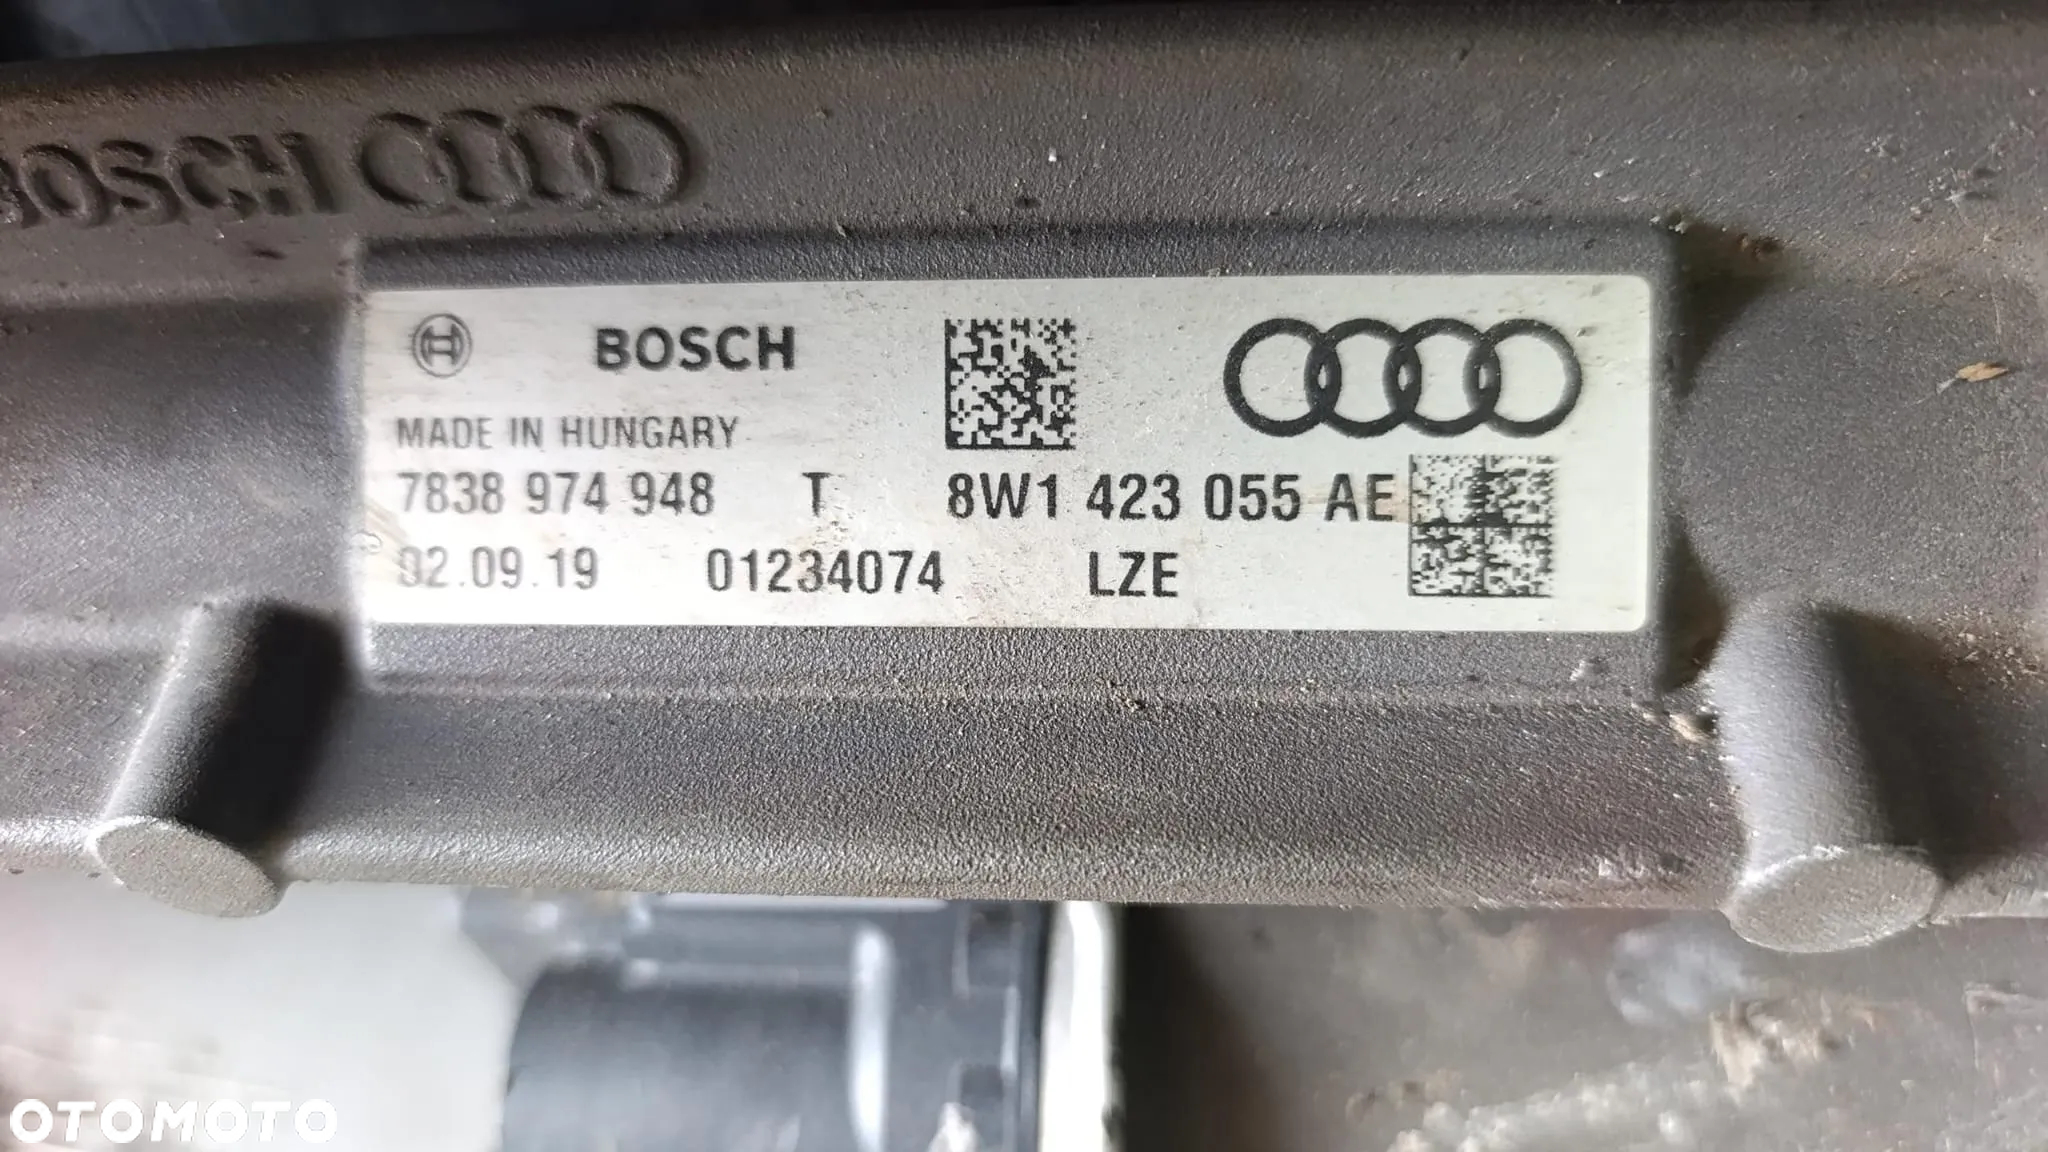 BOSCH
BOSCH
MADE IN HUNGARY
7838 974 948 T 8W1 423 055 AE
02.09.19 01234074 LZE
OTOMOTO